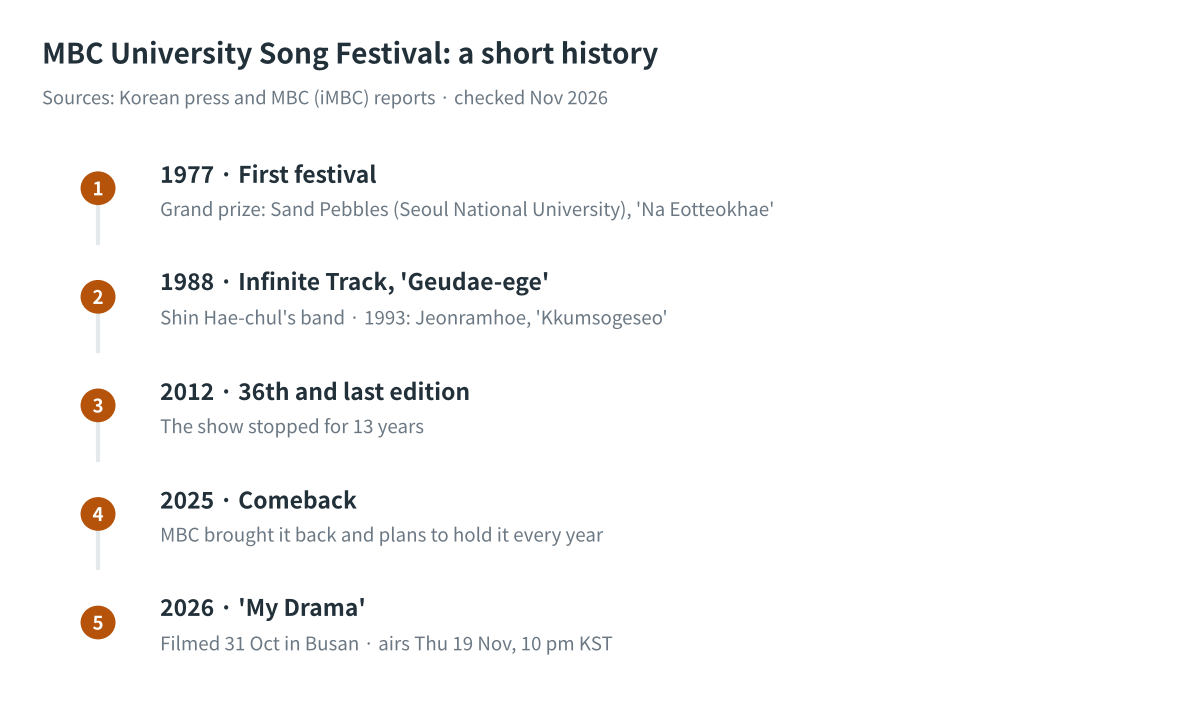 MBC University Song Festival: a short history
Sources: Korean press and MBC (iMBC) reports · checked Nov 2026
1
1977 · First festival
Grand prize: Sand Pebbles (Seoul National University), 'Na Eotteokhae'
2
1988 · Infinite Track, 'Geudae-ege'
Shin Hae-chul's band · 1993: Jeonramhoe, 'Kkumsogeseo'
3
2012 · 36th and last edition
The show stopped for 13 years
4
2025 · Comeback
MBC brought it back and plans to hold it every year
5
2026 · 'My Drama'
Filmed 31 Oct in Busan · airs Thu 19 Nov, 10 pm KST